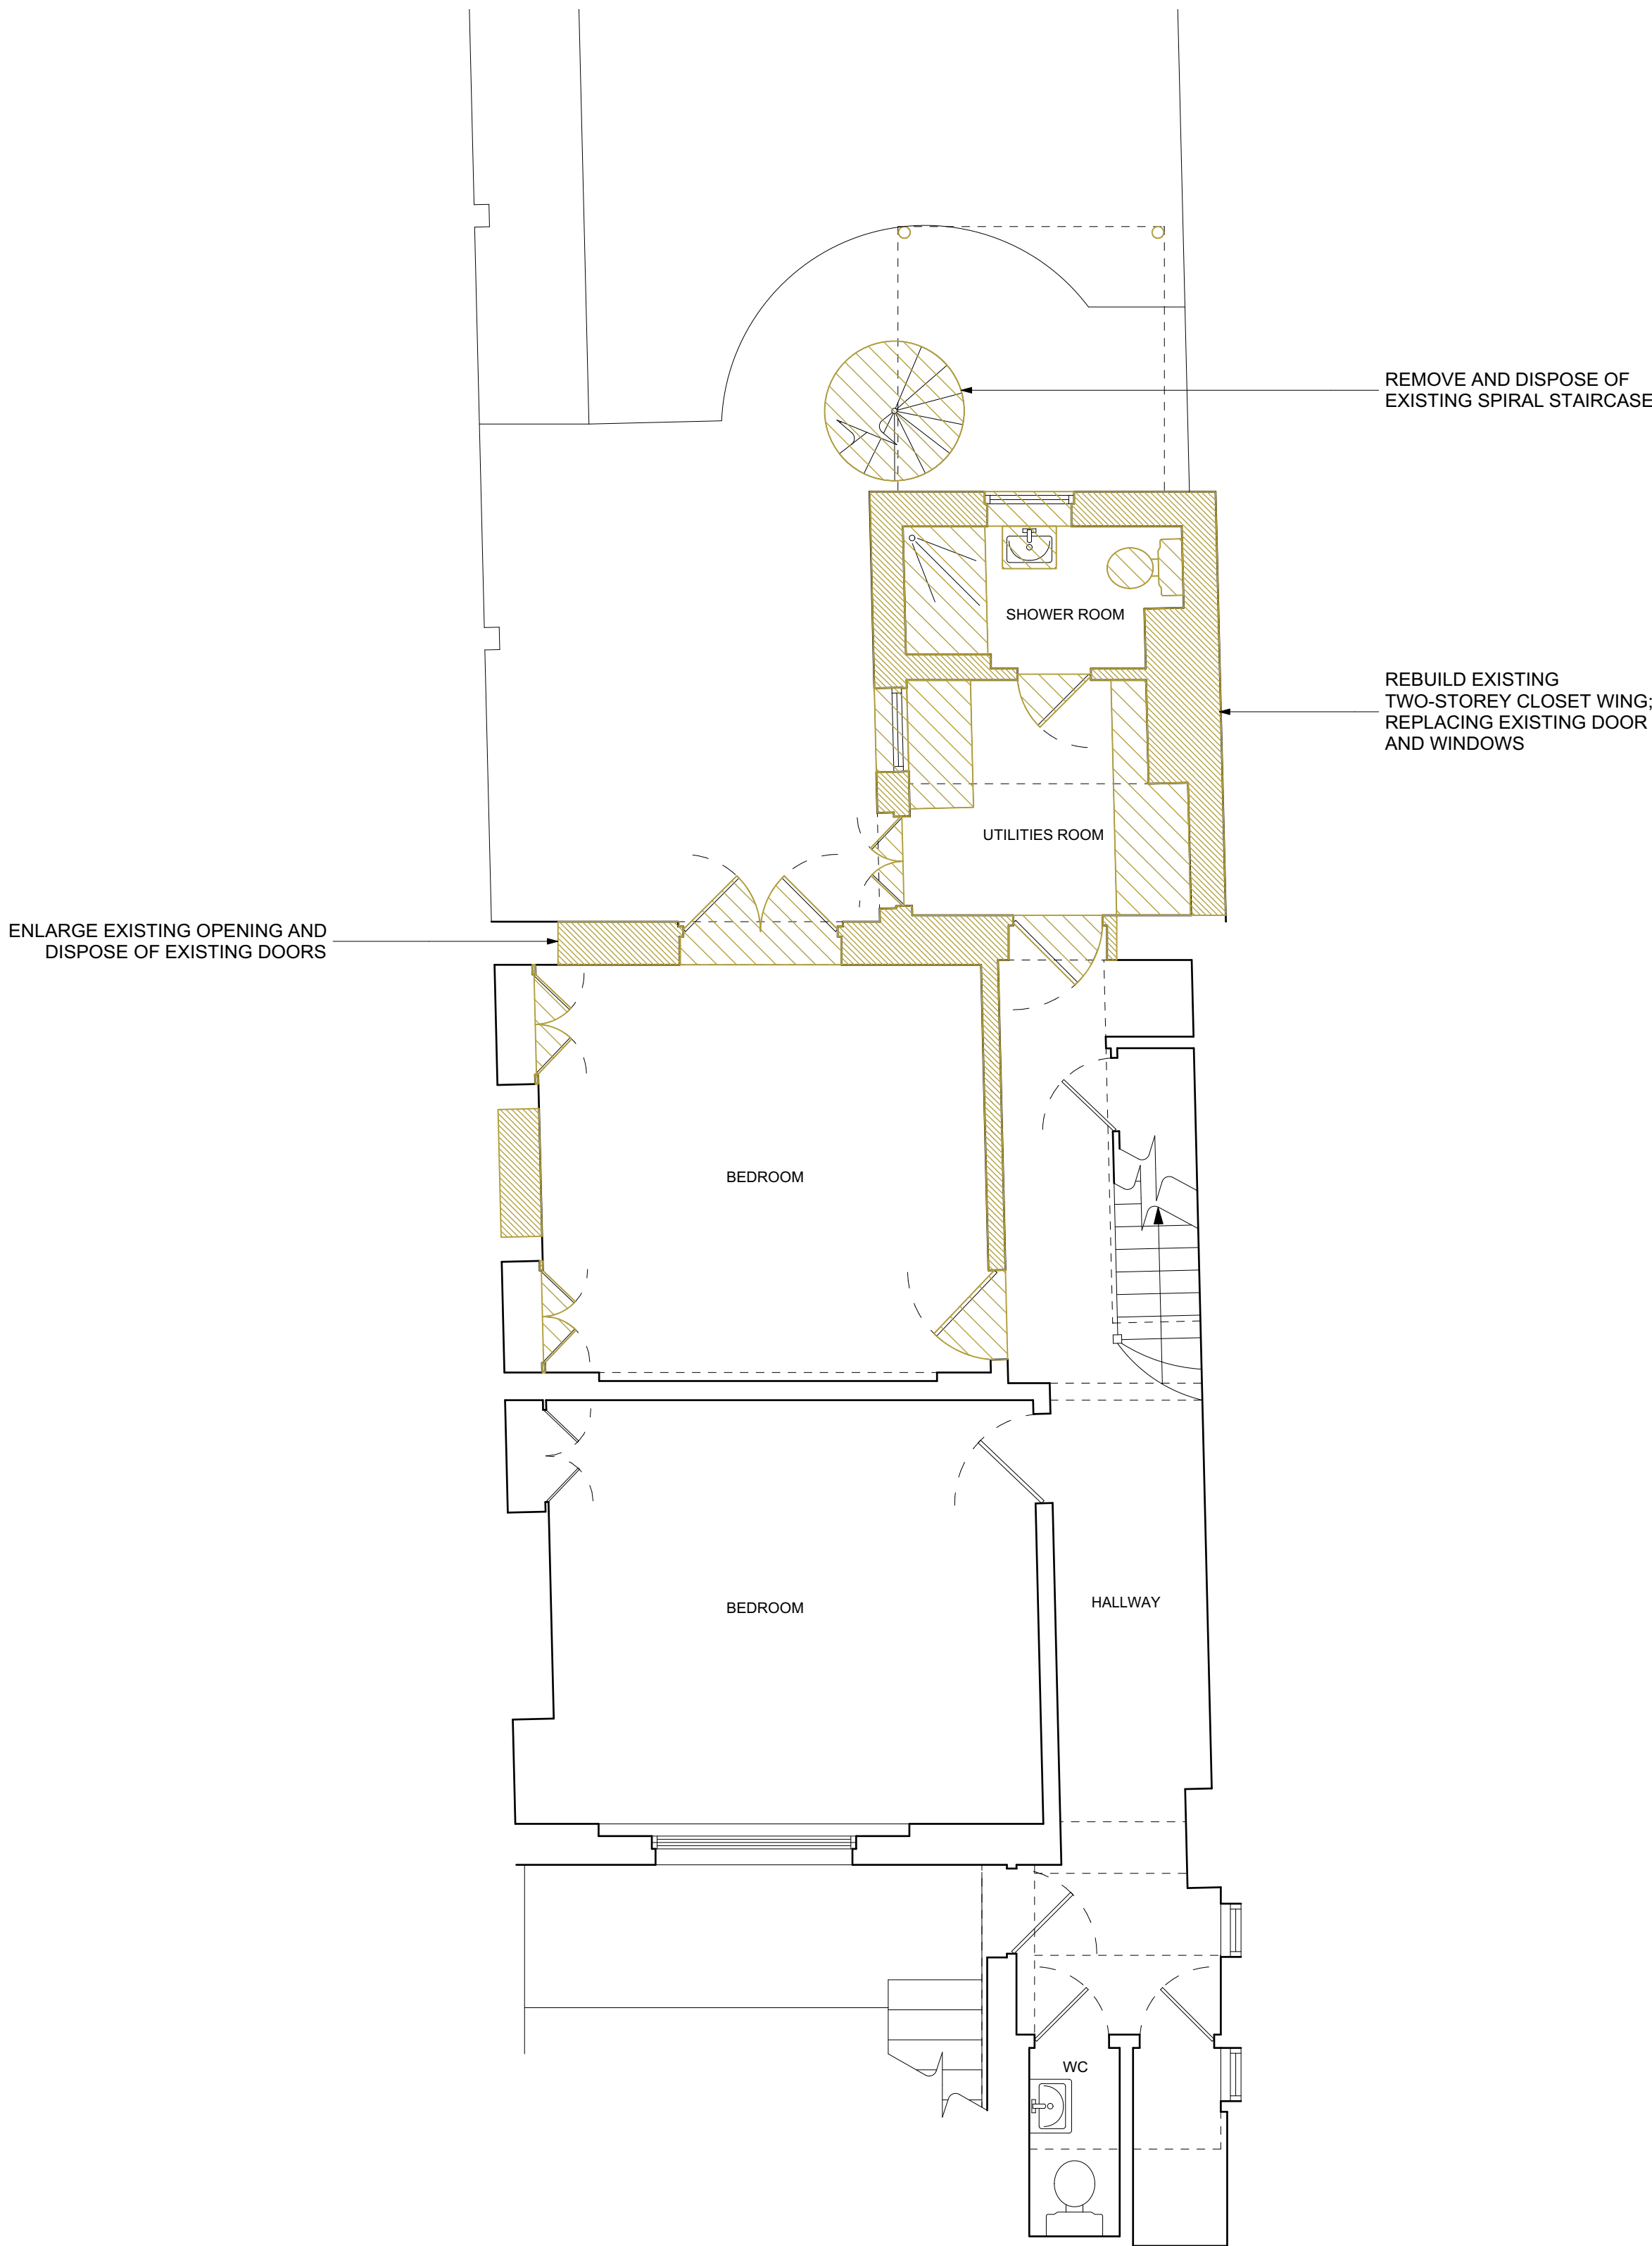 REMOVE AND DISPOSE OF
EXISTING SPIRAL STAIRCASE
SHOWER ROOM
REBUILD EXISTING
TWO-STOREY CLOSET WING;
REPLACING EXISTING DOOR
AND WINDOWS
UTILITIES ROOM
ENLARGE EXISTING OPENING AND
DISPOSE OF EXISTING DOORS
BEDROOM
BEDROOM
HALLWAY
WC